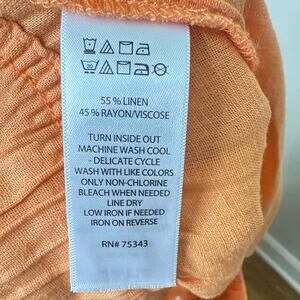 55 % LINEN
45 % RAYON/VISCOSE
TURN INSIDE OUT
MACHINE WASH COOL
- DELICATE CYCLE
WASH WITH LIKE COLORS
ONLY NON-CHLORINE
BLEACH WHEN NEEDED
LINE DRY
LOW IRON IF NEEDED
IRON ON REVERSE
RN# 75343